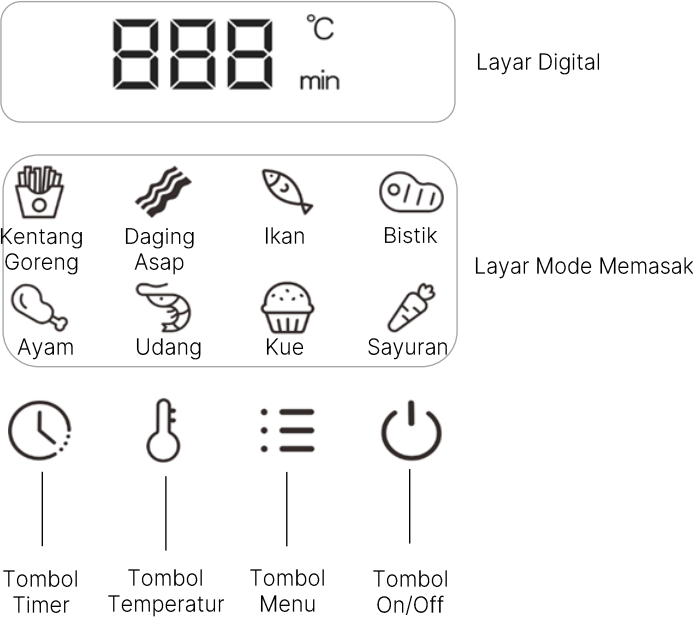 888 °C
min
Layar Digital
Kentang Goreng
Daging Asap
Ikan
Bistik
Layar Mode Memasak
Ayam
Udang
Kue
Sayuran
Tombol Timer
Tombol Temperatur
Tombol Menu
Tombol On/Off